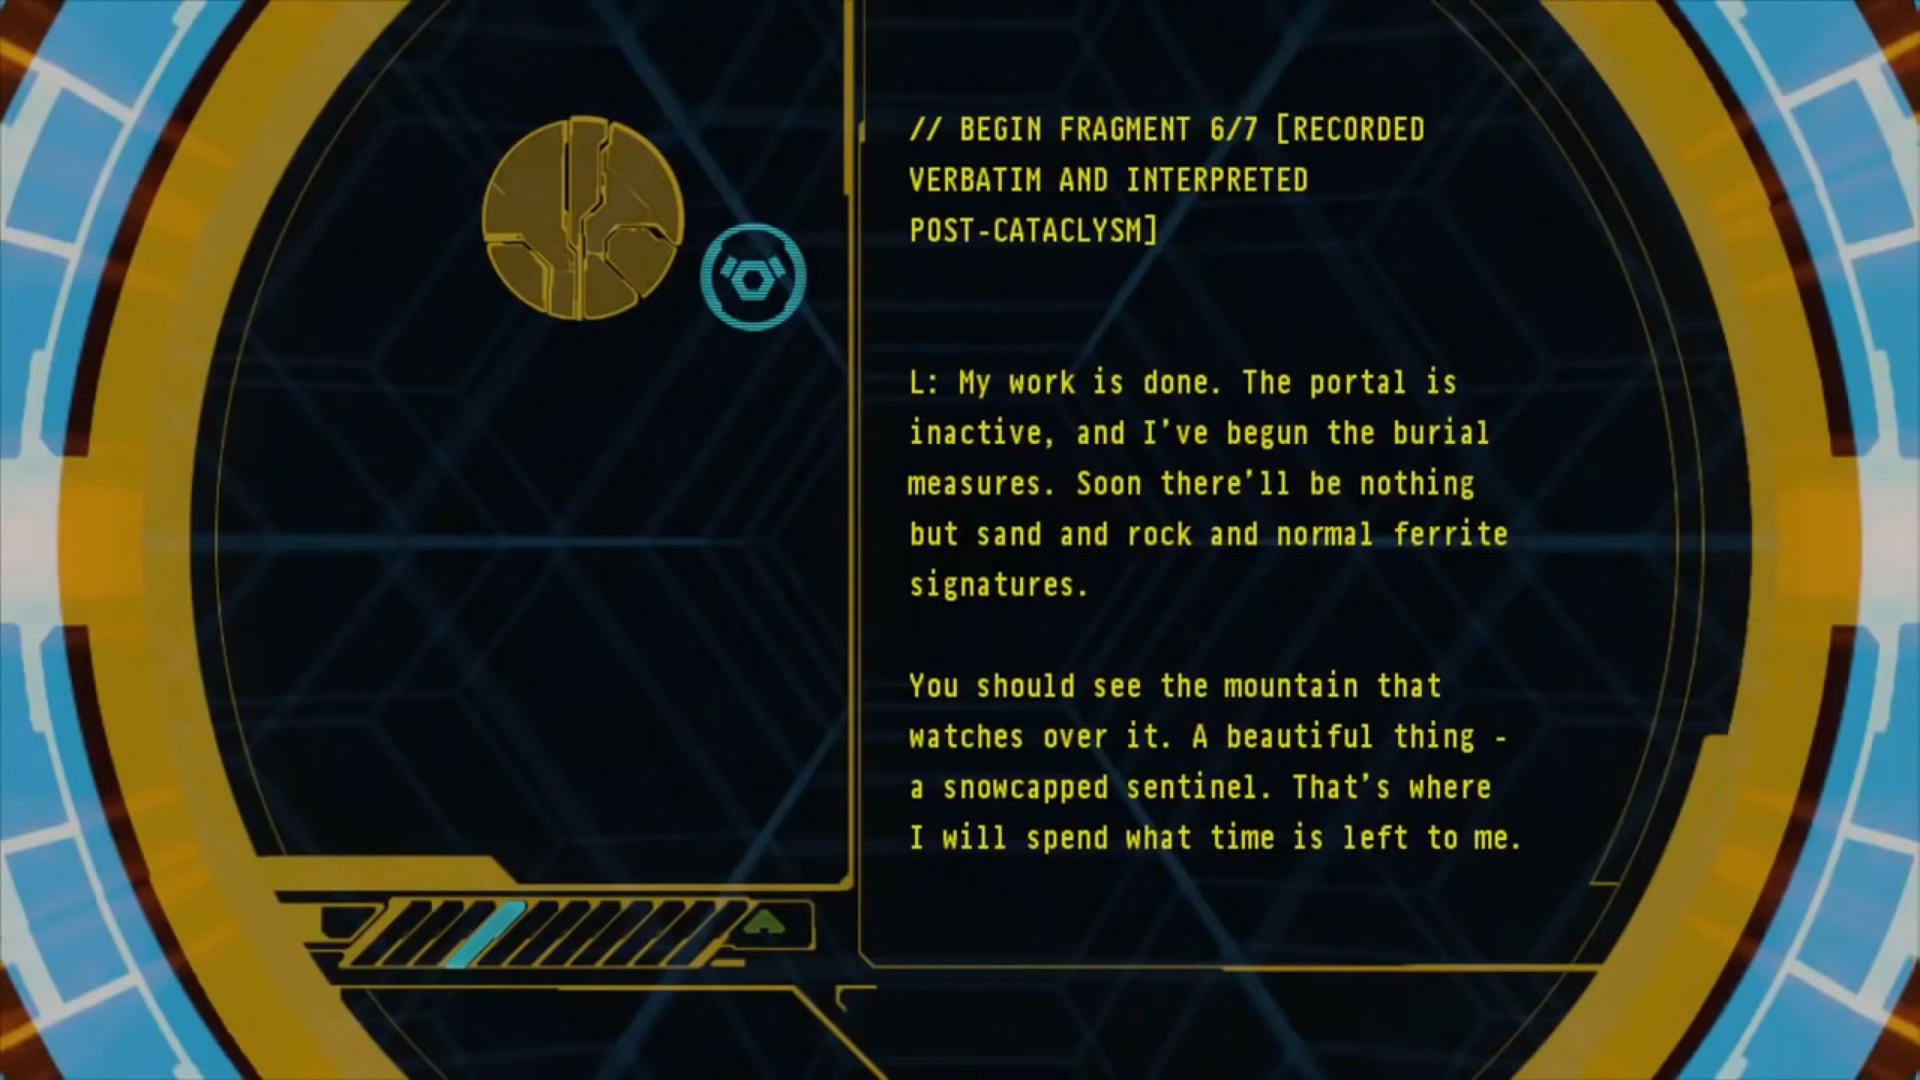 // BEGIN FRAGMENT 6/7 [RECORDED
VERBATIM AND INTERPRETED
POST-CATACLYSM]
L: My work is done. The portal is
inactive, and I've begun the burial
measures. Soon there'll be nothing
but sand and rock and normal ferrite
signatures.
You should see the mountain that
watches over it. A beautiful thing -
a snowcapped sentinel. That's where
I will spend what time is left to me.